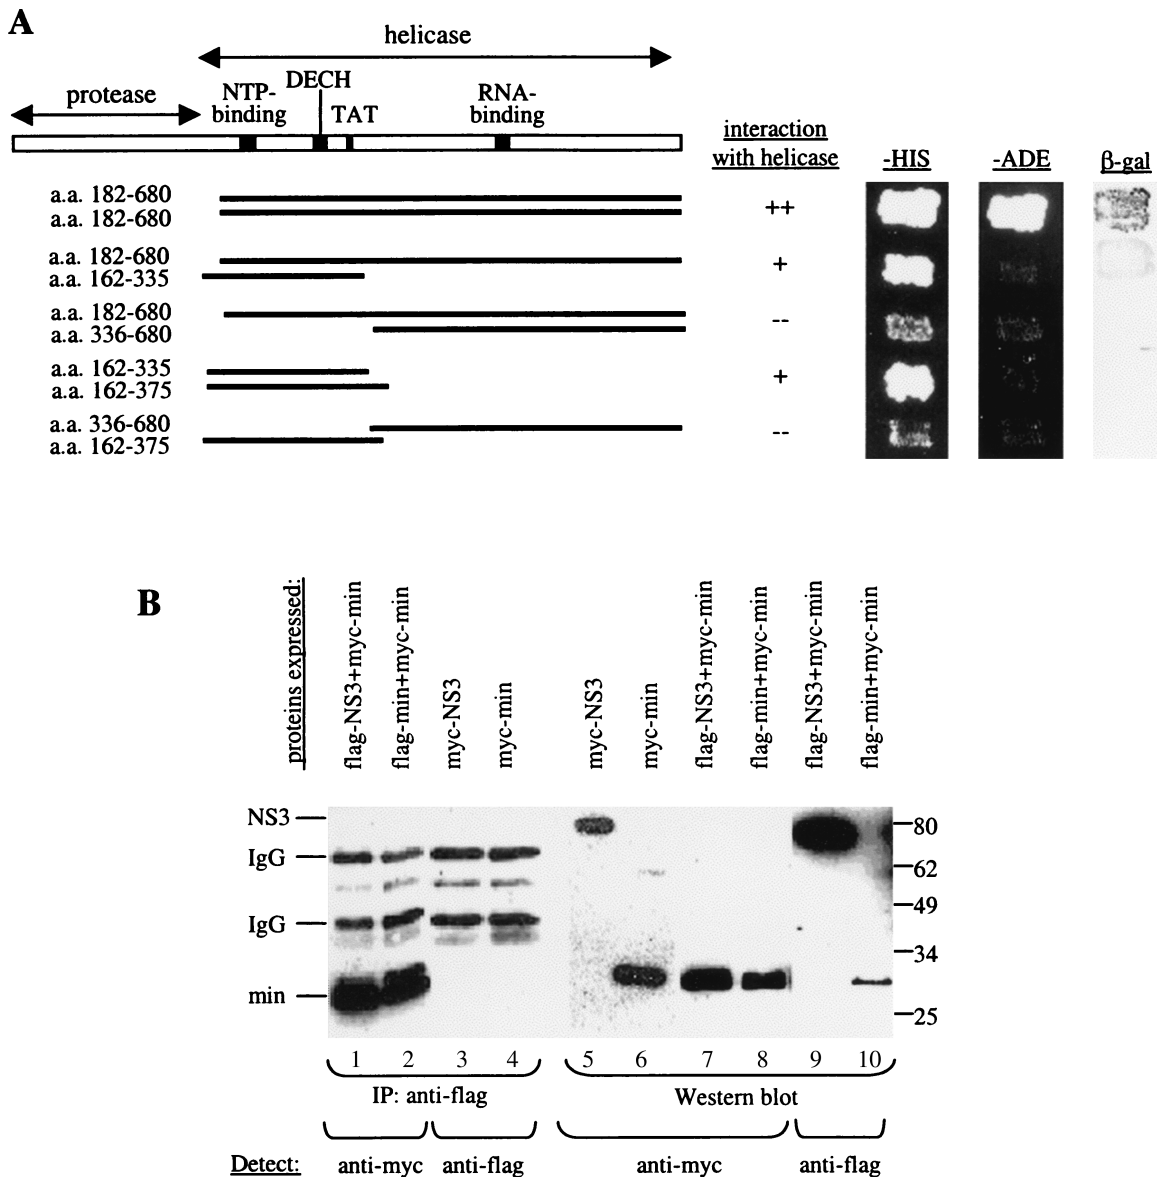 A
helicase
protease
NTP-
binding
DECH
TAT
RNA-
binding
interaction
with helicase
-HIS
-ADE
β-gal
a.a. 182-680
a.a. 182-680
++
a.a. 182-680
a.a. 162-335
+
a.a. 182-680
a.a. 336-680
--
a.a. 162-335
a.a. 162-375
+
a.a. 336-680
a.a. 162-375
--
B
proteins expressed:
flag-NS3+myc-min
flag-min+myc-min
myc-NS3
myc-min
myc-NS3
myc-min
flag-NS3+myc-min
flag-min+myc-min
flag-NS3+myc-min
flag-min+myc-min
NS3
IgG
IgG
min
80
62
49
34
25
1 2 3 4 5 6 7 8 9 10
IP: anti-flag
Western blot
Detect: anti-myc anti-flag anti-myc anti-flag